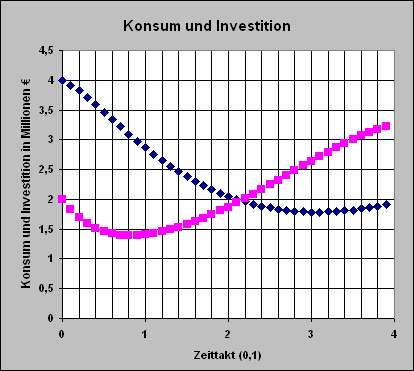 Konsum und Investition
Konsum und Investition in Millionen €
4,5
4
3,5
3
2,5
2
1,5
1
0,5
0
0 1 2 3 4
Zeittakt (0,1)